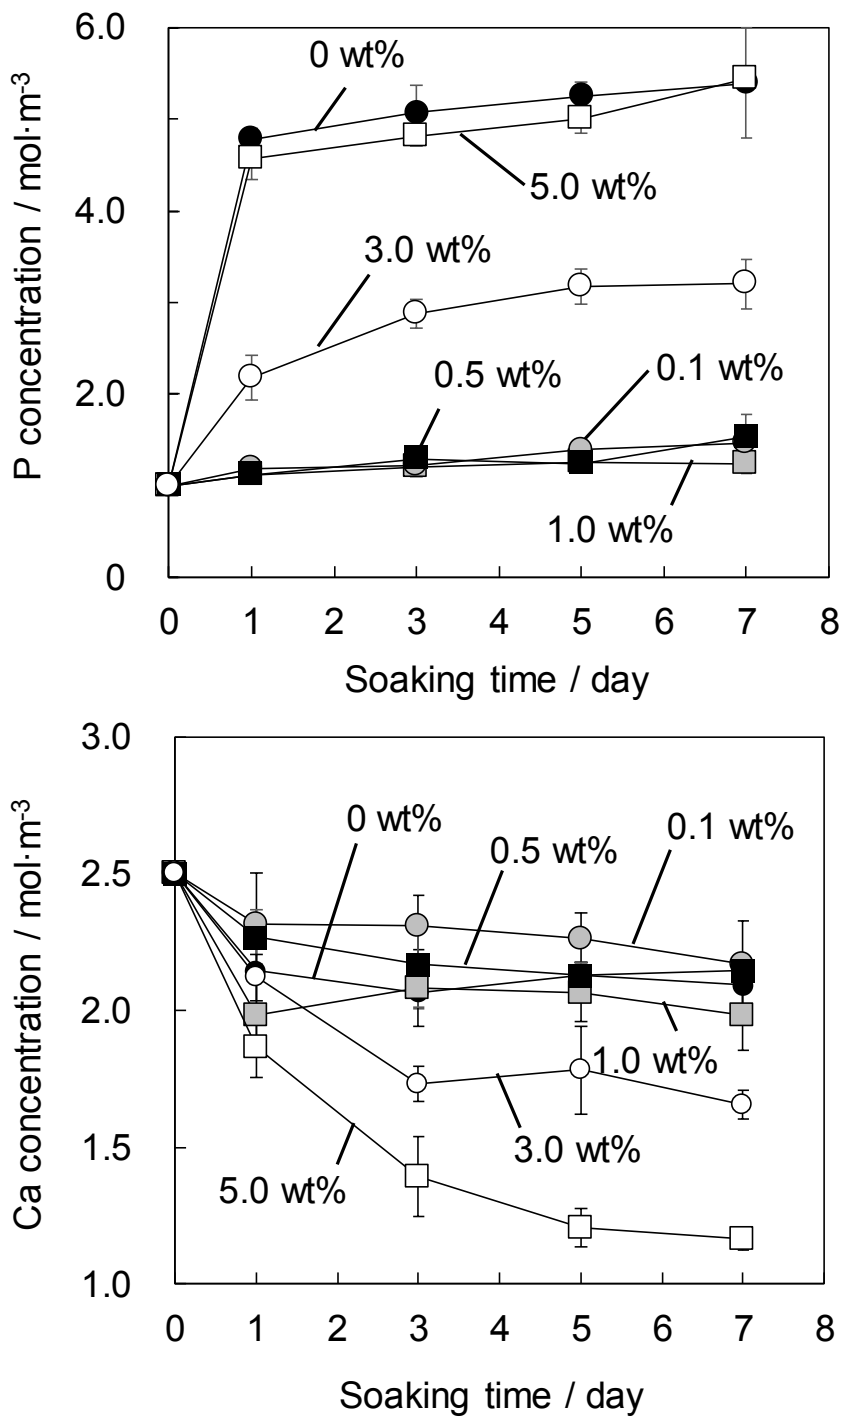 6.0
0 wt%
5.0 wt%
4.0
3.0 wt%
0.5 wt%
0.1 wt%
2.0
1.0 wt%
0
P concentration / mol·m-3
0 1 2 3 4 5 6 7 8
Soaking time / day
3.0
0 wt%
0.1 wt%
0.5 wt%
2.5
2.0
1.0 wt%
3.0 wt%
1.5
5.0 wt%
1.0
Ca concentration / mol·m-3
0 1 2 3 4 5 6 7 8
Soaking time / day